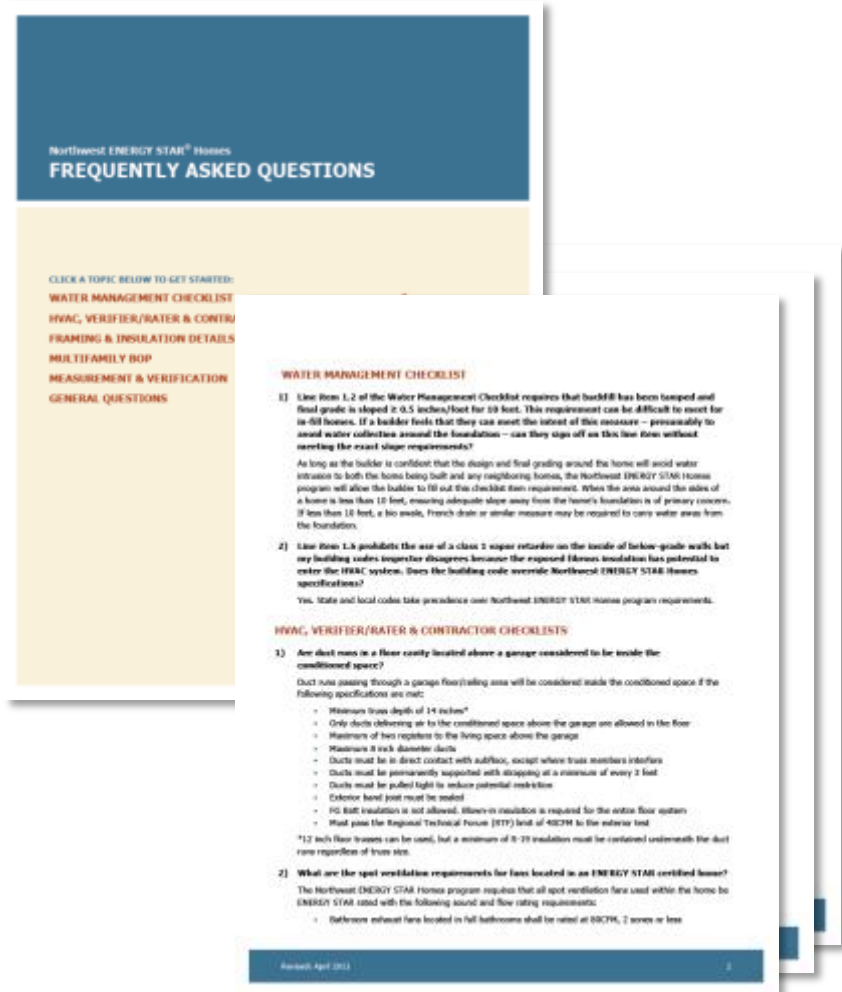 Northwest ENERGY STAR® Homes
FREQUENTLY ASKED QUESTIONS
CLICK A TOPIC BELOW TO GET STARTED:
WATER MANAGEMENT CHECKLIST
HVAC, VERIFIER/RATER & CONTRA
FRAMING & INSULATION DETAILS
MULTIFAMILY BOP
MEASUREMENT & VERIFICATION
GENERAL QUESTIONS
WATER MANAGEMENT CHECKLIST
1) Line item 1.2 of the Water Management Checklist requires that backfill has been tamped and
final grade is sloped ≥ 0.5 inches/foot for 10 feet. This requirement can be difficult to meet for
in-fill homes. If a builder feels that they can meet the intent of this measure – presumably to
avoid water collection around the foundation – can they sign off on this line item without
meeting the exact slope requirements?
As long as the builder is confident that the design and final grading around the home will avoid water
intrusion to both the home being built and any neighboring homes, the Northwest ENERGY STAR Homes
program will allow the builder to fill out this checklist item requirement. When the area around the sides of
a home is less than 10 feet, ensuring adequate slope away from the home's foundation is of primary concern.
If less than 10 feet, a bio swale, French drain or similar measure may be required to carry water away from
the foundation.
2) Line item 1.6 prohibits the use of a class 1 vapor retarder on the inside of below-grade walls but
my building codes inspector disagrees because the exposed fibrous insulation has potential to
enter the HVAC system. Does the building code override Northwest ENERGY STAR Homes
specifications?
Yes. State and local codes take precedence over Northwest ENERGY STAR Homes program requirements.
HVAC, VERIFIER/RATER & CONTRACTOR CHECKLISTS
1) Are duct runs in a floor cavity located above a garage considered to be inside the
conditioned space?
Duct runs passing through a garage floor/ceiling area will be considered inside the conditioned space if the
following specifications are met:
• Minimum truss depth of 14 inches*
• Only ducts delivering air to the conditioned space above the garage are allowed in the floor
• Maximum of two registers to the living space above the garage
• Maximum 8 inch diameter ducts
• Ducts must be in direct contact with subfloor, except where truss members interfere
• Ducts must be permanently supported with strapping at a minimum of every 3 feet
• Ducts must be pulled tight to reduce potential restriction
• Exterior band joist must be sealed
• FG Batt insulation is not allowed. Blown-in insulation is required for the entire floor system
• Must pass the Regional Technical Forum (RTF) limit of 40CFM to the exterior test
*12 inch floor trusses can be used, but a minimum of R-19 insulation must be contained underneath the duct
runs regardless of truss size.
2) What are the spot ventilation requirements for fans located in an ENERGY STAR certified home?
The Northwest ENERGY STAR Homes program requires that all spot ventilation fans used within the home be
ENERGY STAR rated with the following sound and flow rating requirements:
• Bathroom exhaust fans located in full bathrooms shall be rated at 80CFM, 2 sones or less
Revised: April 2013
2